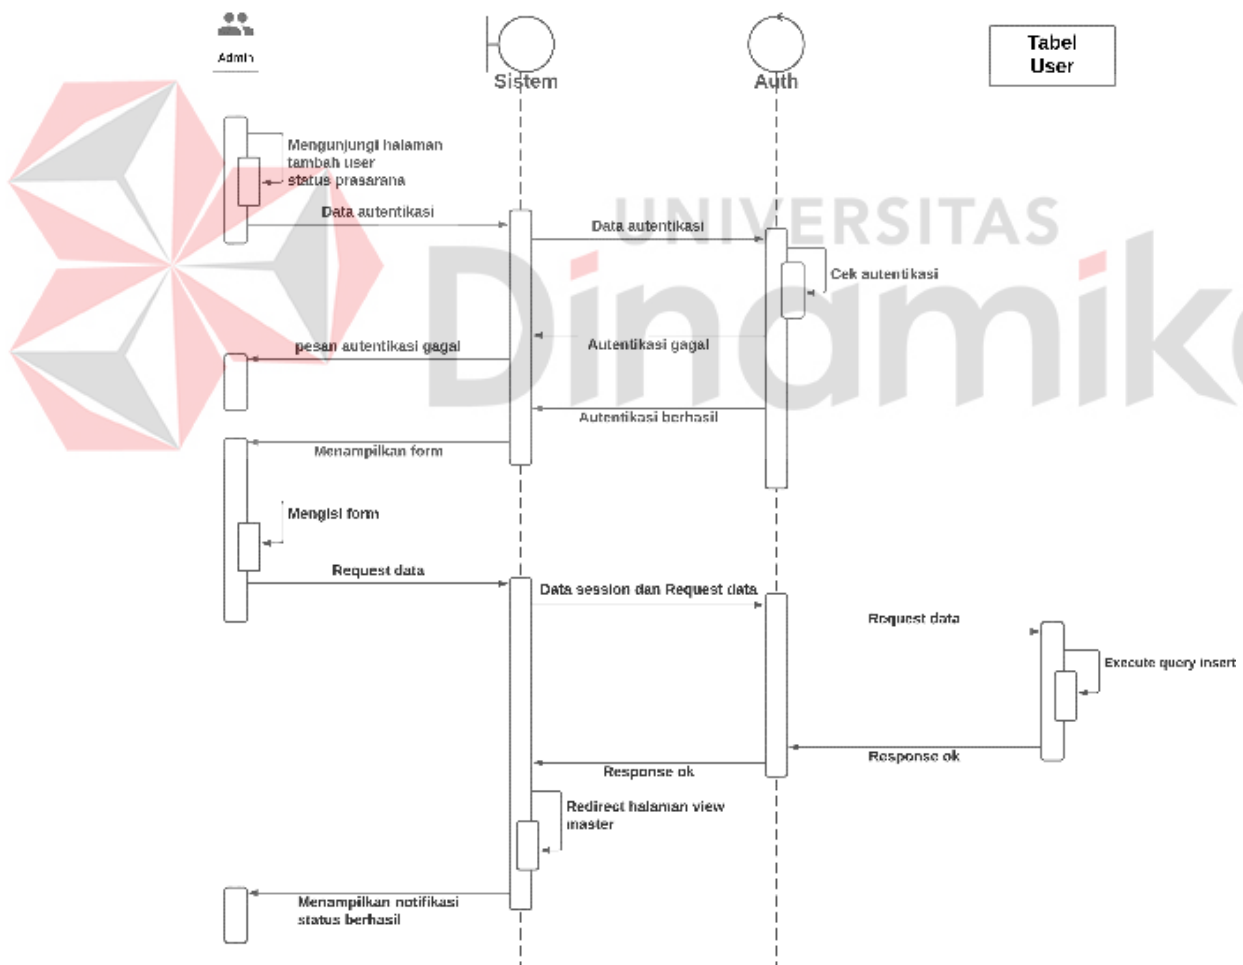 Admin
Sistem
Auth
Tabel
User
Mengunjungi halaman
tambah user
status prasarana
Data autentikasi
Data autentikasi
UNIVERSITAS
Dinamika
Cek autentikasi
Autentikasi gagal
pesan autentikasi gagal
Autentikasi berhasil
Menampilkan form
Mengisi form
Request data
Data session dan Request data
Request data
Execute query insert
Response ok
Response ok
Redirect halaman view
master
Menampilkan notifikasi
status berhasil